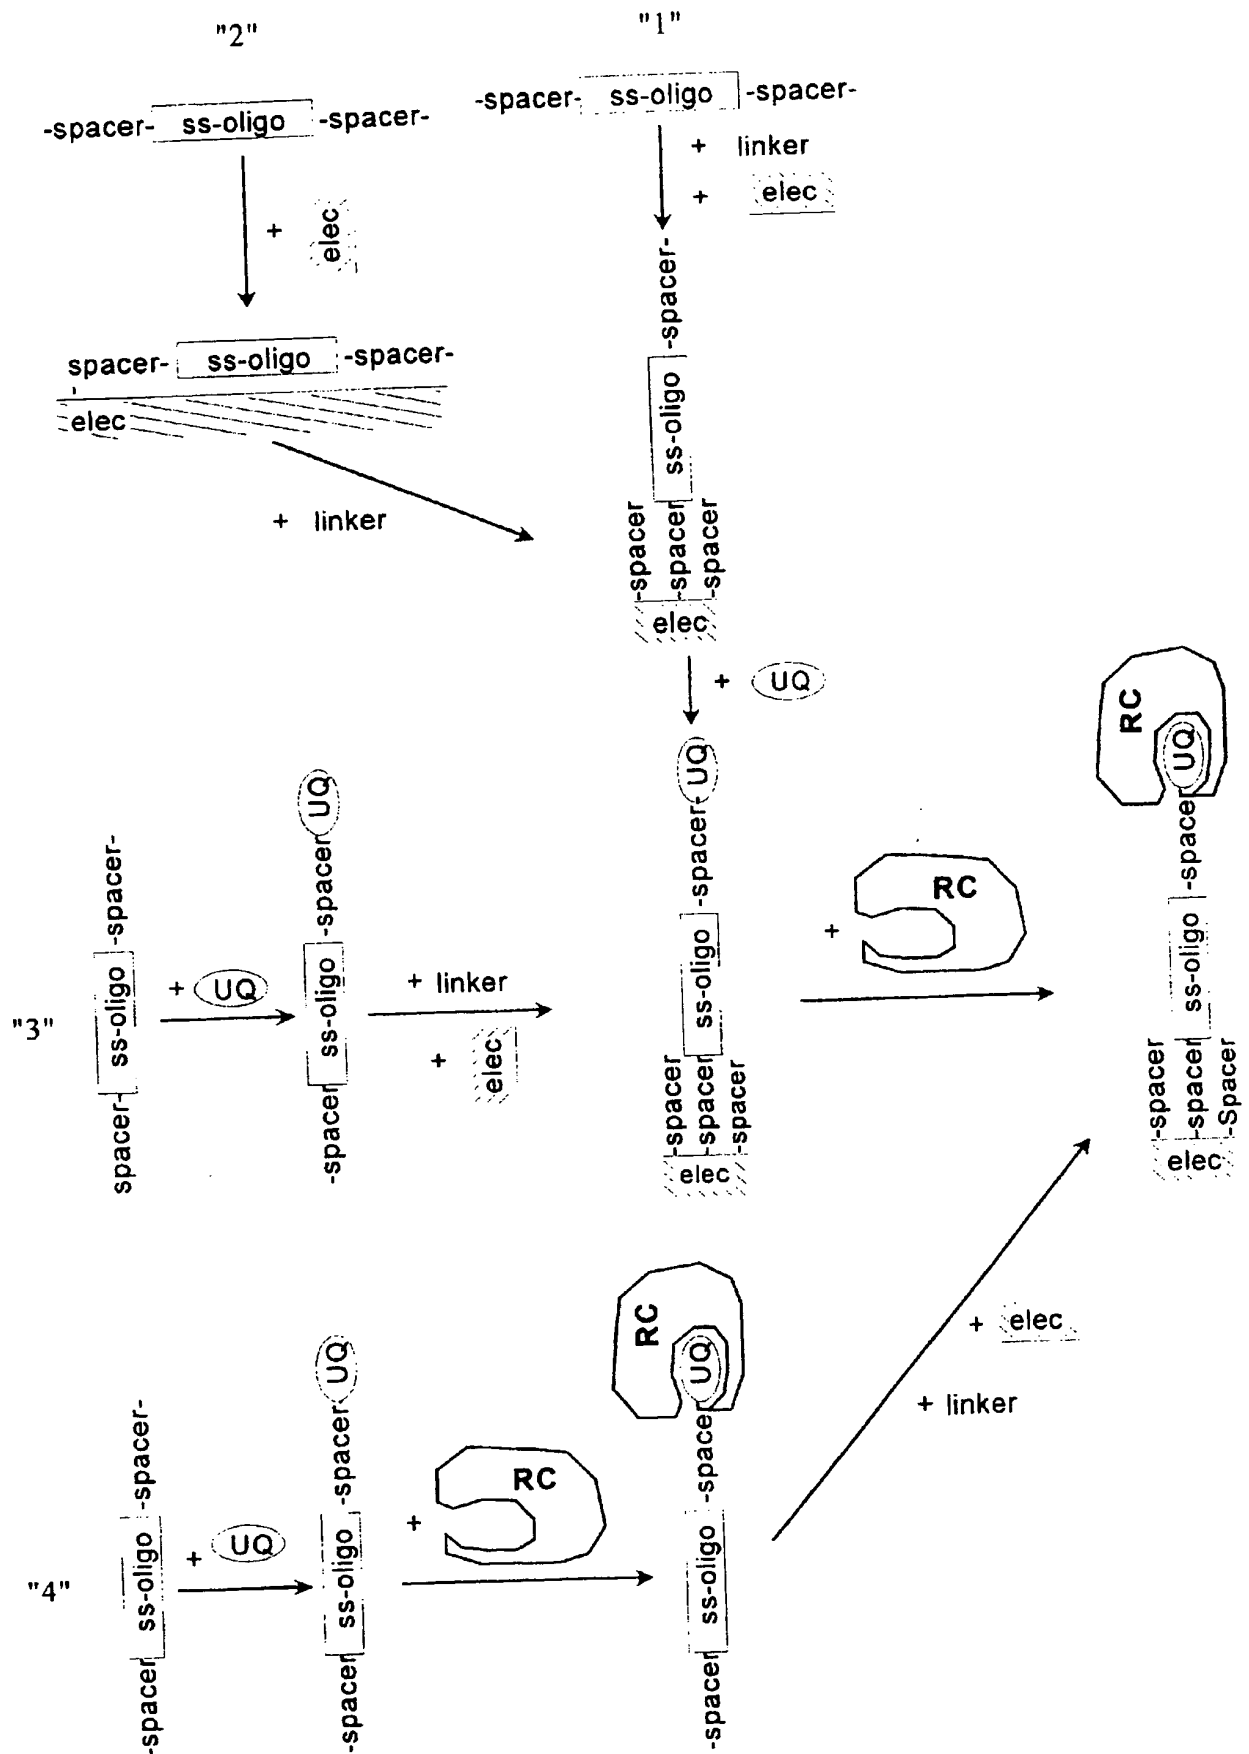 "2"
"1"
-spacer- ss-oligo -spacer-
-spacer- ss-oligo -spacer-
+ linker
+ elec
+ elec
-spacer-
ss-oligo
-spacer
-spacer
-spacer
elec
spacer- ss-oligo -spacer-
elec
+ linker
+ UQ
RC
UQ
-spacer
ss-oligo
-spacer
-spacer
-Spacer
elec
UQ
-spacer-
ss-oligo
-spacer
-spacer
-spacer
elec
+ RC
"3"
-spacer-
ss-oligo
spacer-
+ UQ
UQ
-spacer
ss-oligo
-spacer
+ linker
+ elec
"4"
-spacer-
ss-oligo
-spacer
+ UQ
UQ
-spacer
ss-oligo
-spacer
+ RC
RC
UQ
-spacer
ss-oligo
-spacer
+ elec
+ linker